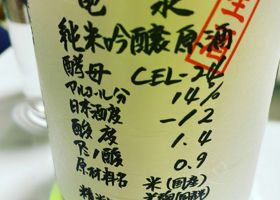 亀泉
純米吟醸原酒
酵母 CEL-24
アルコール分 14%
日本酒度 -12
酸度 1.4
アミノ酸 0.9
原材料名 米(国産)